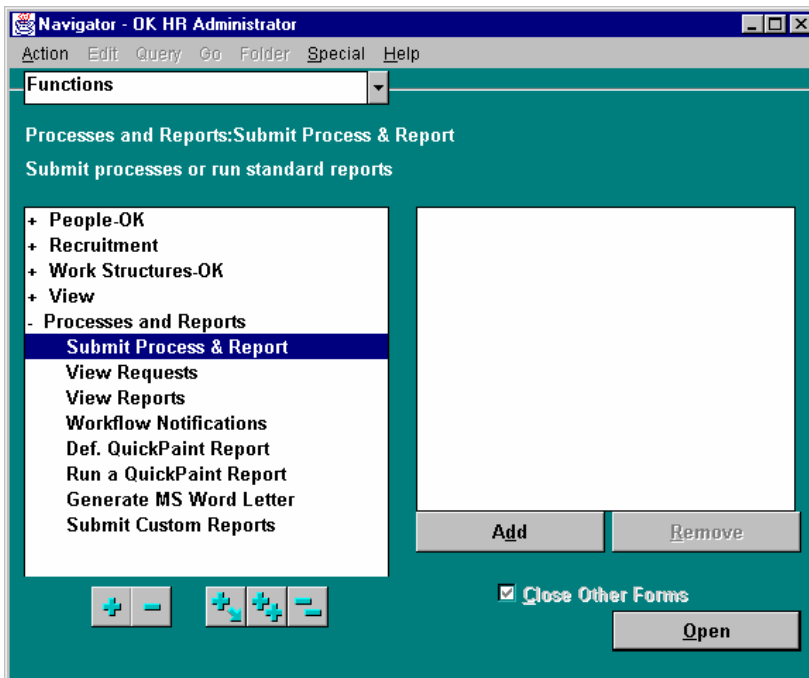 Navigator - OK HR Administrator
Action Edit Query Go Folder Special Help
Functions
Processes and Reports:Submit Process & Report
Submit processes or run standard reports
+ People-OK
+ Recruitment
+ Work Structures-OK
+ View
- Processes and Reports
Submit Process & Report
View Requests
View Reports
Workflow Notifications
Def. QuickPaint Report
Run a QuickPaint Report
Generate MS Word Letter
Submit Custom Reports
Add Remove
Close Other Forms
Open